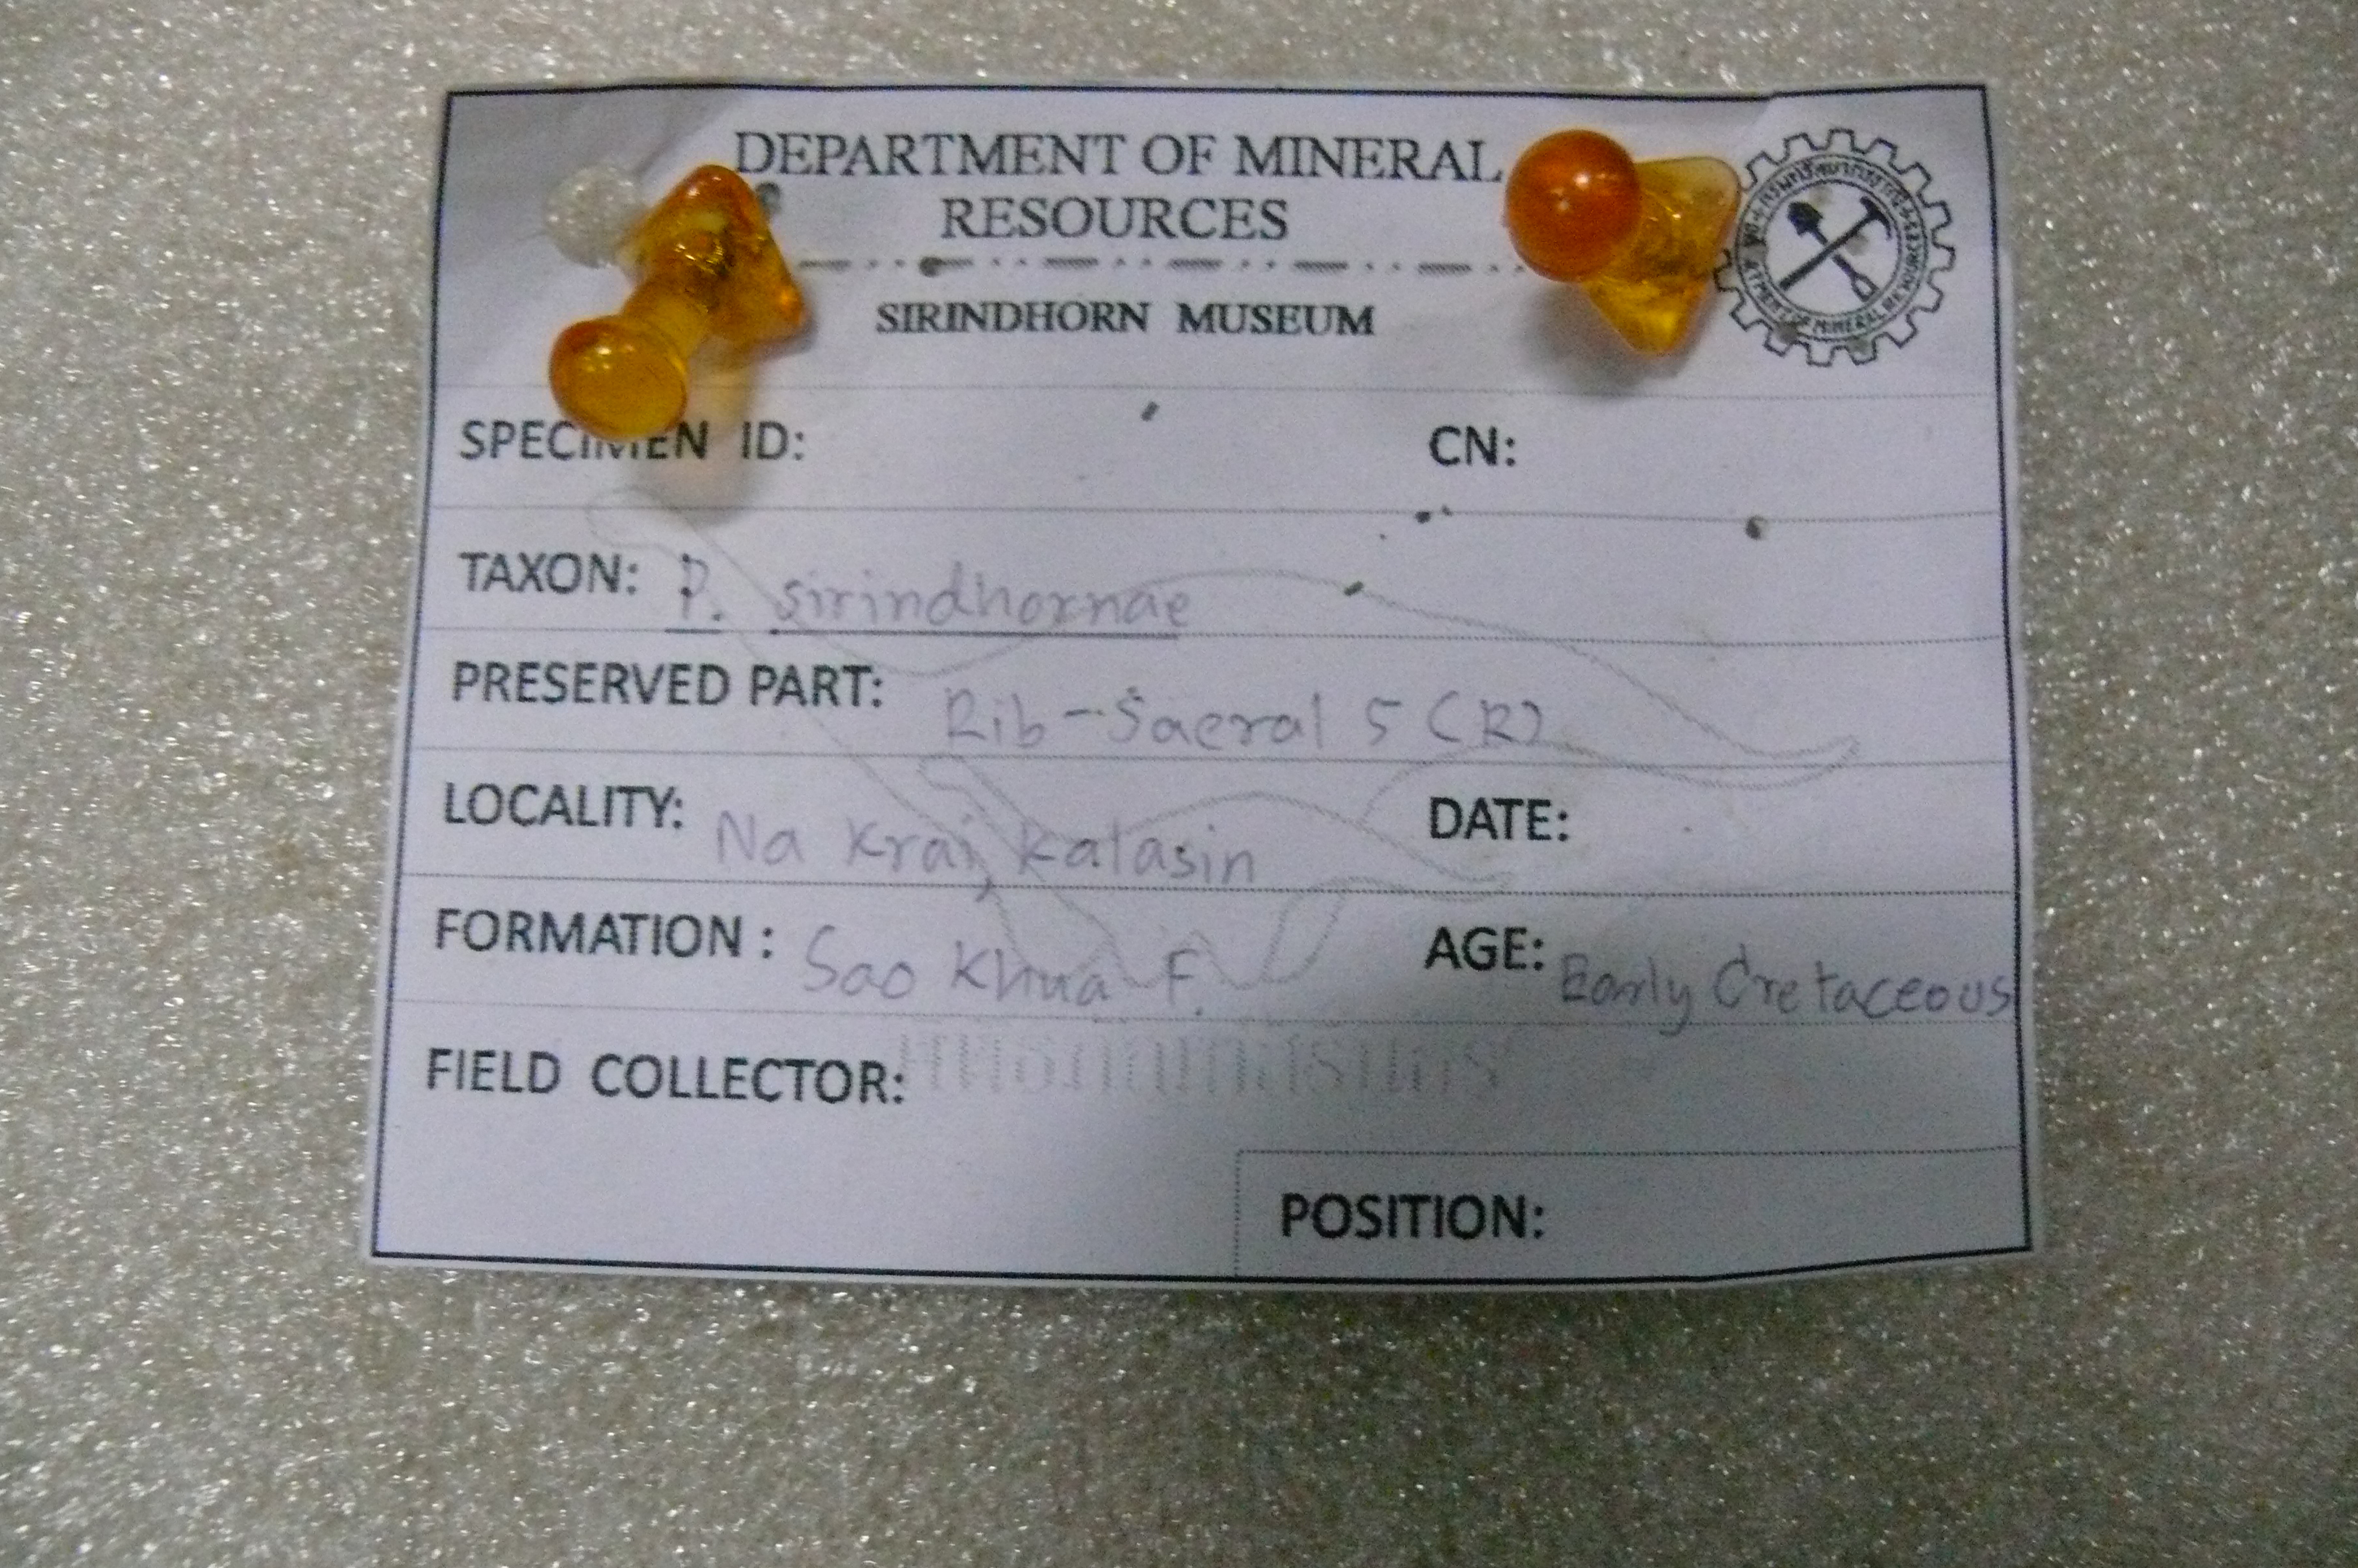 DEPARTMENT OF MINERAL
RESOURCES
SIRINDHORN MUSEUM
SPECIMEN ID: CN:
TAXON: P. sirindhornae
PRESERVED PART: Rib-Sacral 5 (R)
LOCALITY: Na Krai, Kalasin DATE:
FORMATION : Sao Khua F. AGE: Early Cretaceous
FIELD COLLECTOR:
POSITION: